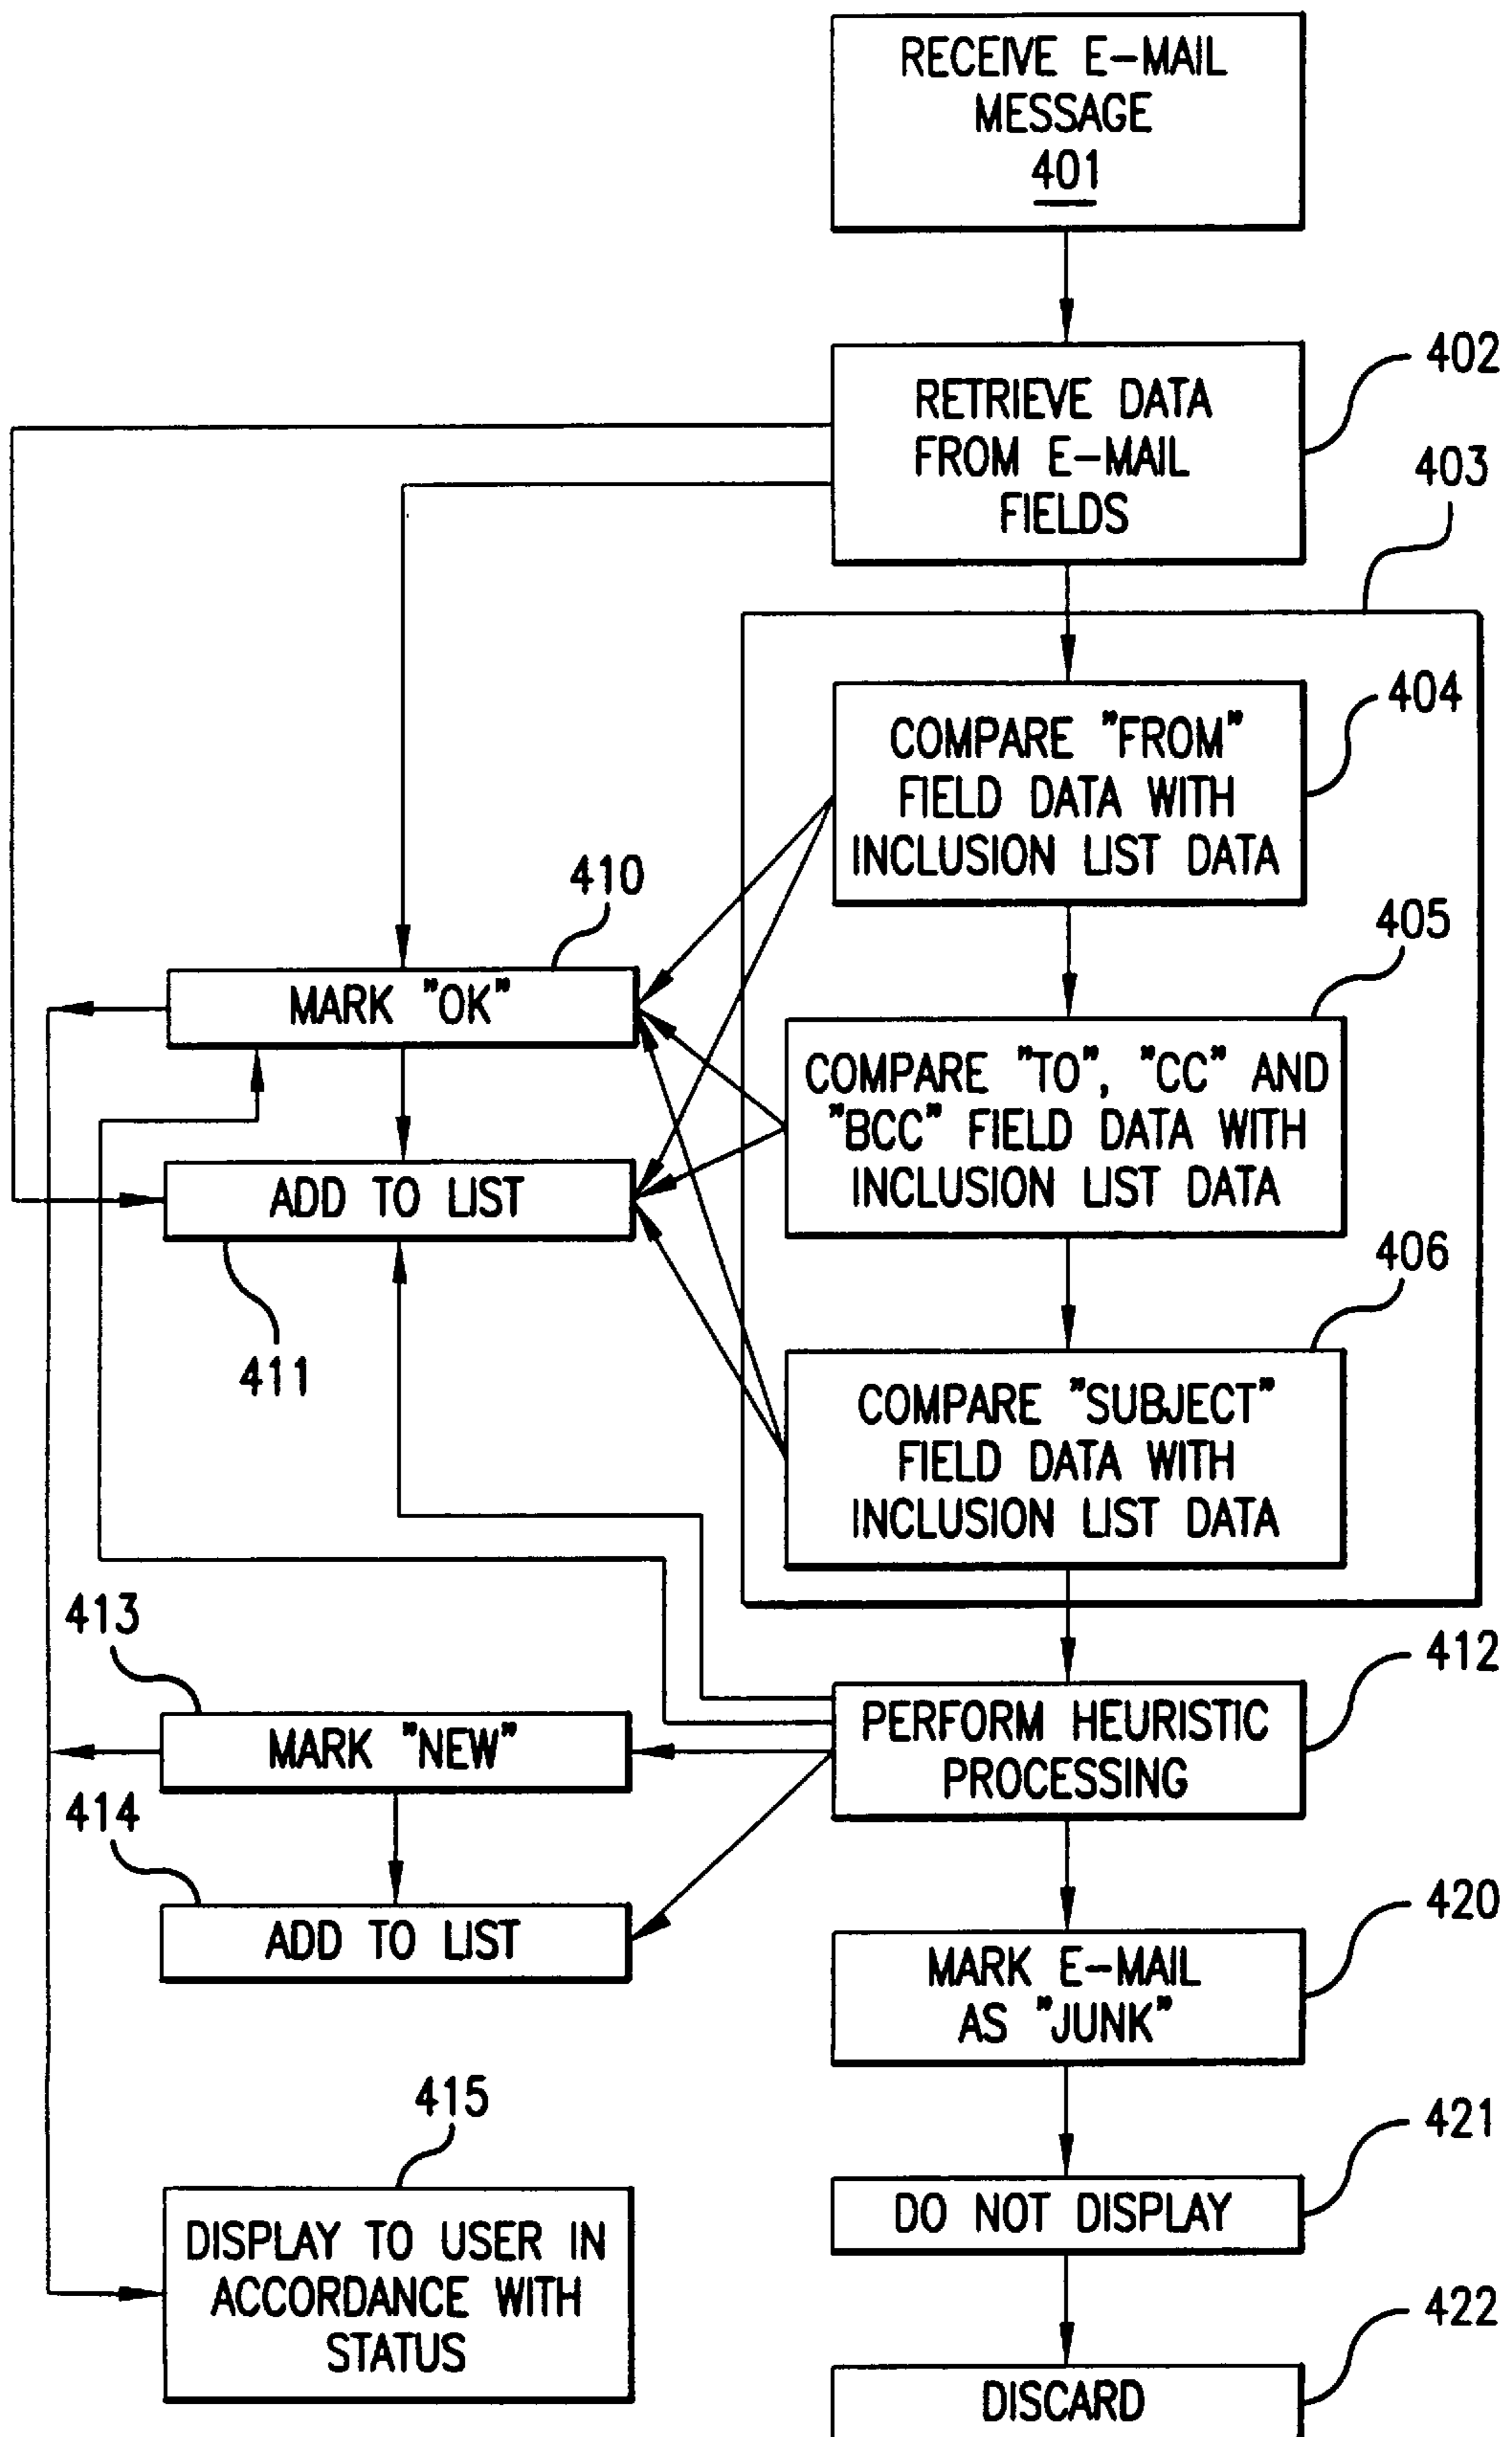 RECEIVE E-MAIL
MESSAGE
401
402
RETRIEVE DATA
FROM E-MAIL
FIELDS
403
404
COMPARE "FROM"
FIELD DATA WITH
INCLUSION LIST DATA
410
405
MARK "OK"
COMPARE "TO", "CC" AND
"BCC" FIELD DATA WITH
INCLUSION LIST DATA
ADD TO LIST
406
411
COMPARE "SUBJECT"
FIELD DATA WITH
INCLUSION LIST DATA
413
412
MARK "NEW"
PERFORM HEURISTIC
PROCESSING
414
420
ADD TO LIST
MARK E-MAIL
AS "JUNK"
415
421
DISPLAY TO USER IN
ACCORDANCE WITH
STATUS
DO NOT DISPLAY
422
DISCARD